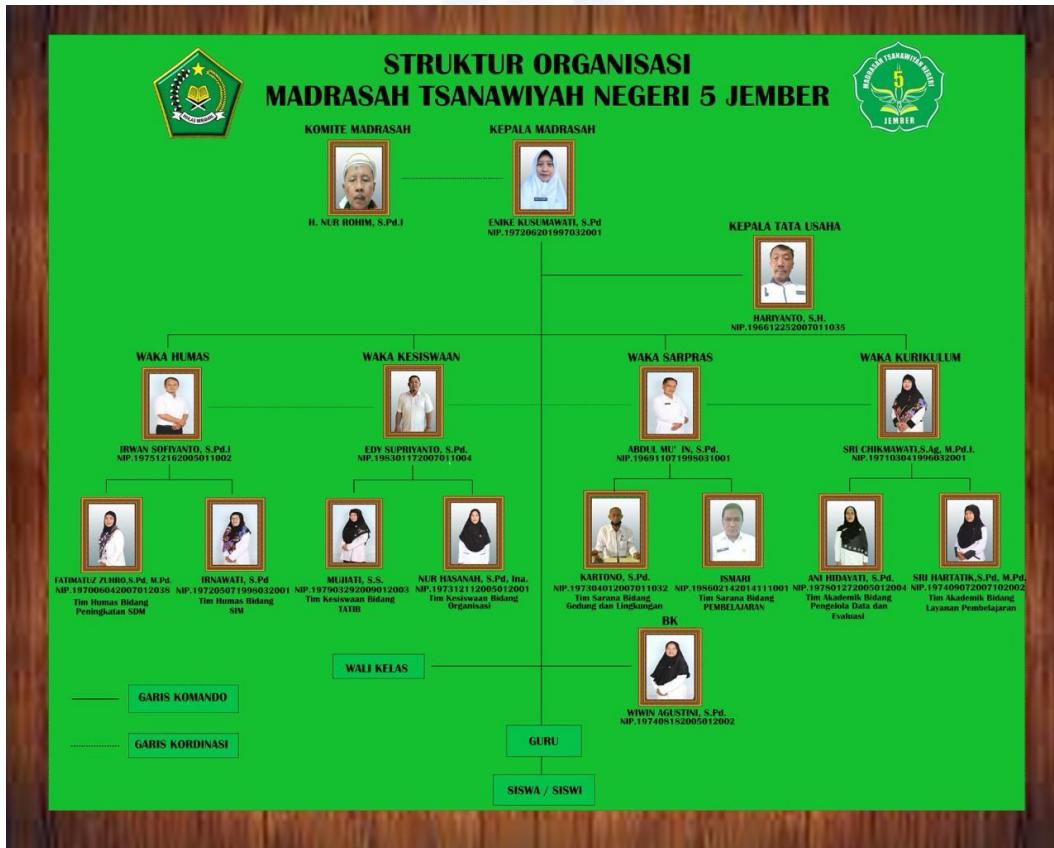 STRUKTUR ORGANISASI
MADRASAH TSANAWIYAH NEGERI 5 JEMBER
IKHLAS BERAMAL
MADRASAH TSANAWIYAH NEGERI
5
JEMBER
KOMITE MADRASAH
H. NUR ROHIM, S.Pd.I
KEPALA MADRASAH
ENIKE KUSUMAWATI, S.Pd
NIP.197206201997032001
KEPALA TATA USAHA
HARIYANTO, S.H.
NIP.196612252007011035
WAKA HUMAS
IRWAN SOFIYANTO, S.Pd.I
NIP.197512162005011002
WAKA KESISWAAN
EDY SUPRIYANTO, S.Pd.
NIP.198301172007011004
WAKA SARPRAS
ABDUL MU' IN, S.Pd.
NIP.196911071998031001
WAKA KURIKULUM
SRI CHIKMAWATI,S.Ag, M.Pd.I.
NIP.197103041996032001
FATIMATUZ ZUHRO,S.Pd, M.Pd.
NIP.197006042007012038
Tim Humas Bidang
Peningkatan SDM
IRNAWATI, S.Pd
NIP.197205071998032001
Tim Humas Bidang
SIM
MUJIATI, S.S.
NIP.197903292009012003
Tim Kesiswaan Bidang
TATIB
NUR HASANAH, S.Pd, Ina.
NIP.197312112005012001
Tim Kesiswaan Bidang
Organisasi
KARTONO, S.Pd.
NIP.197304012007011032
Tim Sarana Bidang
Gedung dan Lingkungan
ISMARI
NIP.198602142014111001
Tim Sarana Bidang
PEMBELAJARAN
ANI HIDAYATI, S.Pd.
NIP.197801272005012004
Tim Akademik Bidang
Pengelola Data dan
Evaluasi
SRI HARTATIK,S.Pd, M.Pd.
NIP.197409072007102002
Tim Akademik Bidang
Layanan Pembelajaran
BK
WIWIN AGUSTINI, S.Pd.
NIP.197408182005012002
WALI KELAS
GARIS KOMANDO
GARIS KORDINASI
GURU
SISWA / SISWI